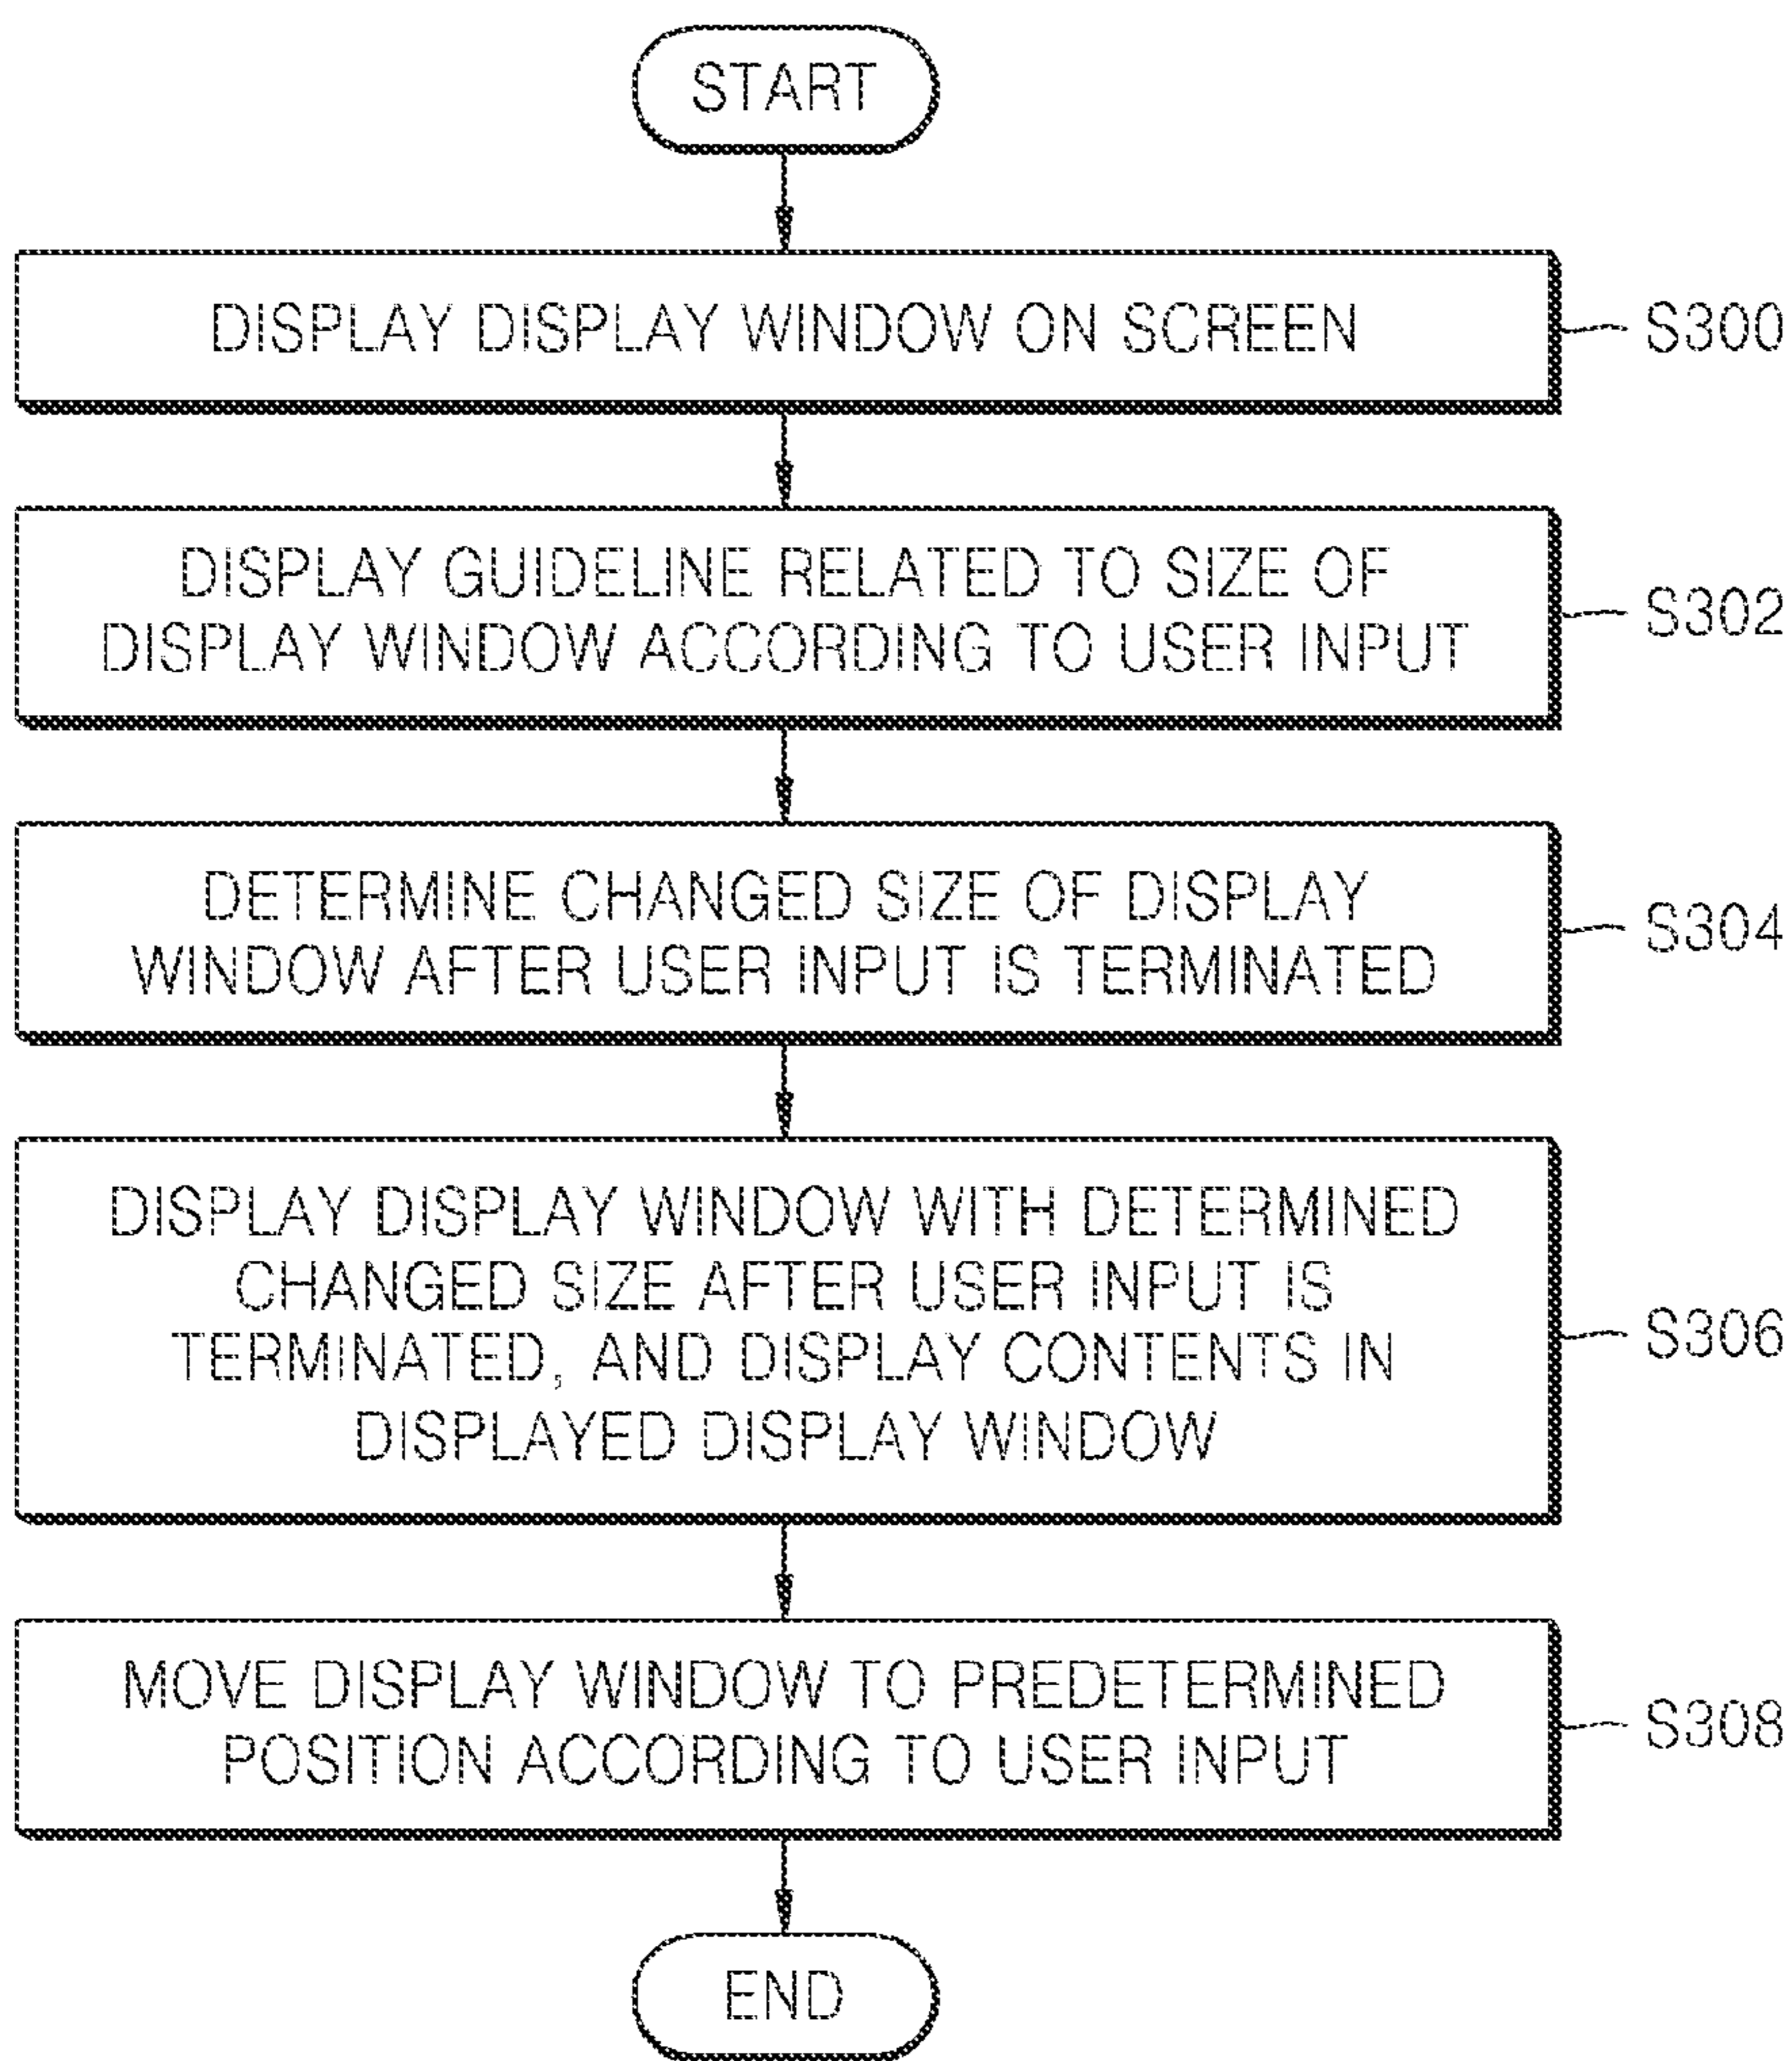 START
DISPLAY DISPLAY WINDOW ON SCREEN
S300
DISPLAY GUIDELINE RELATED TO SIZE OF
DISPLAY WINDOW ACCORDING TO USER INPUT
S302
DETERMINE CHANGED SIZE OF DISPLAY
WINDOW AFTER USER INPUT IS TERMINATED
S304
DISPLAY DISPLAY WINDOW WITH DETERMINED
CHANGED SIZE AFTER USER INPUT IS
TERMINATED, AND DISPLAY CONTENTS IN
DISPLAYED DISPLAY WINDOW
S306
MOVE DISPLAY WINDOW TO PREDETERMINED
POSITION ACCORDING TO USER INPUT
S308
END